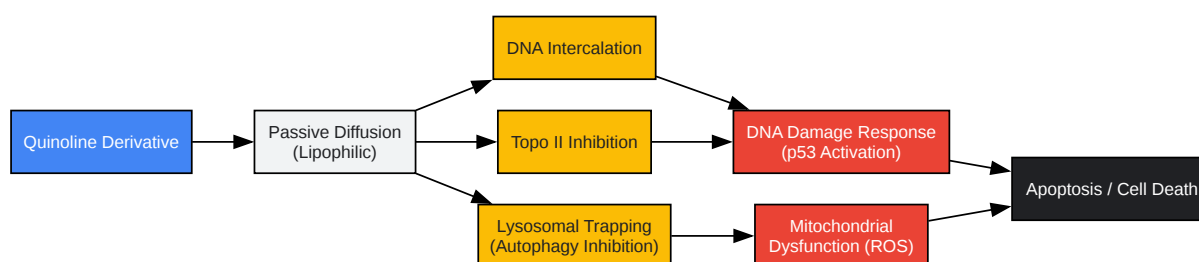 Quinoline Derivative
Passive Diffusion
(Lipophilic)
DNA Intercalation
Topo II Inhibition
Lysosomal Trapping
(Autophagy Inhibition)
DNA Damage Response
(p53 Activation)
Mitochondrial
Dysfunction (ROS)
Apoptosis / Cell Death